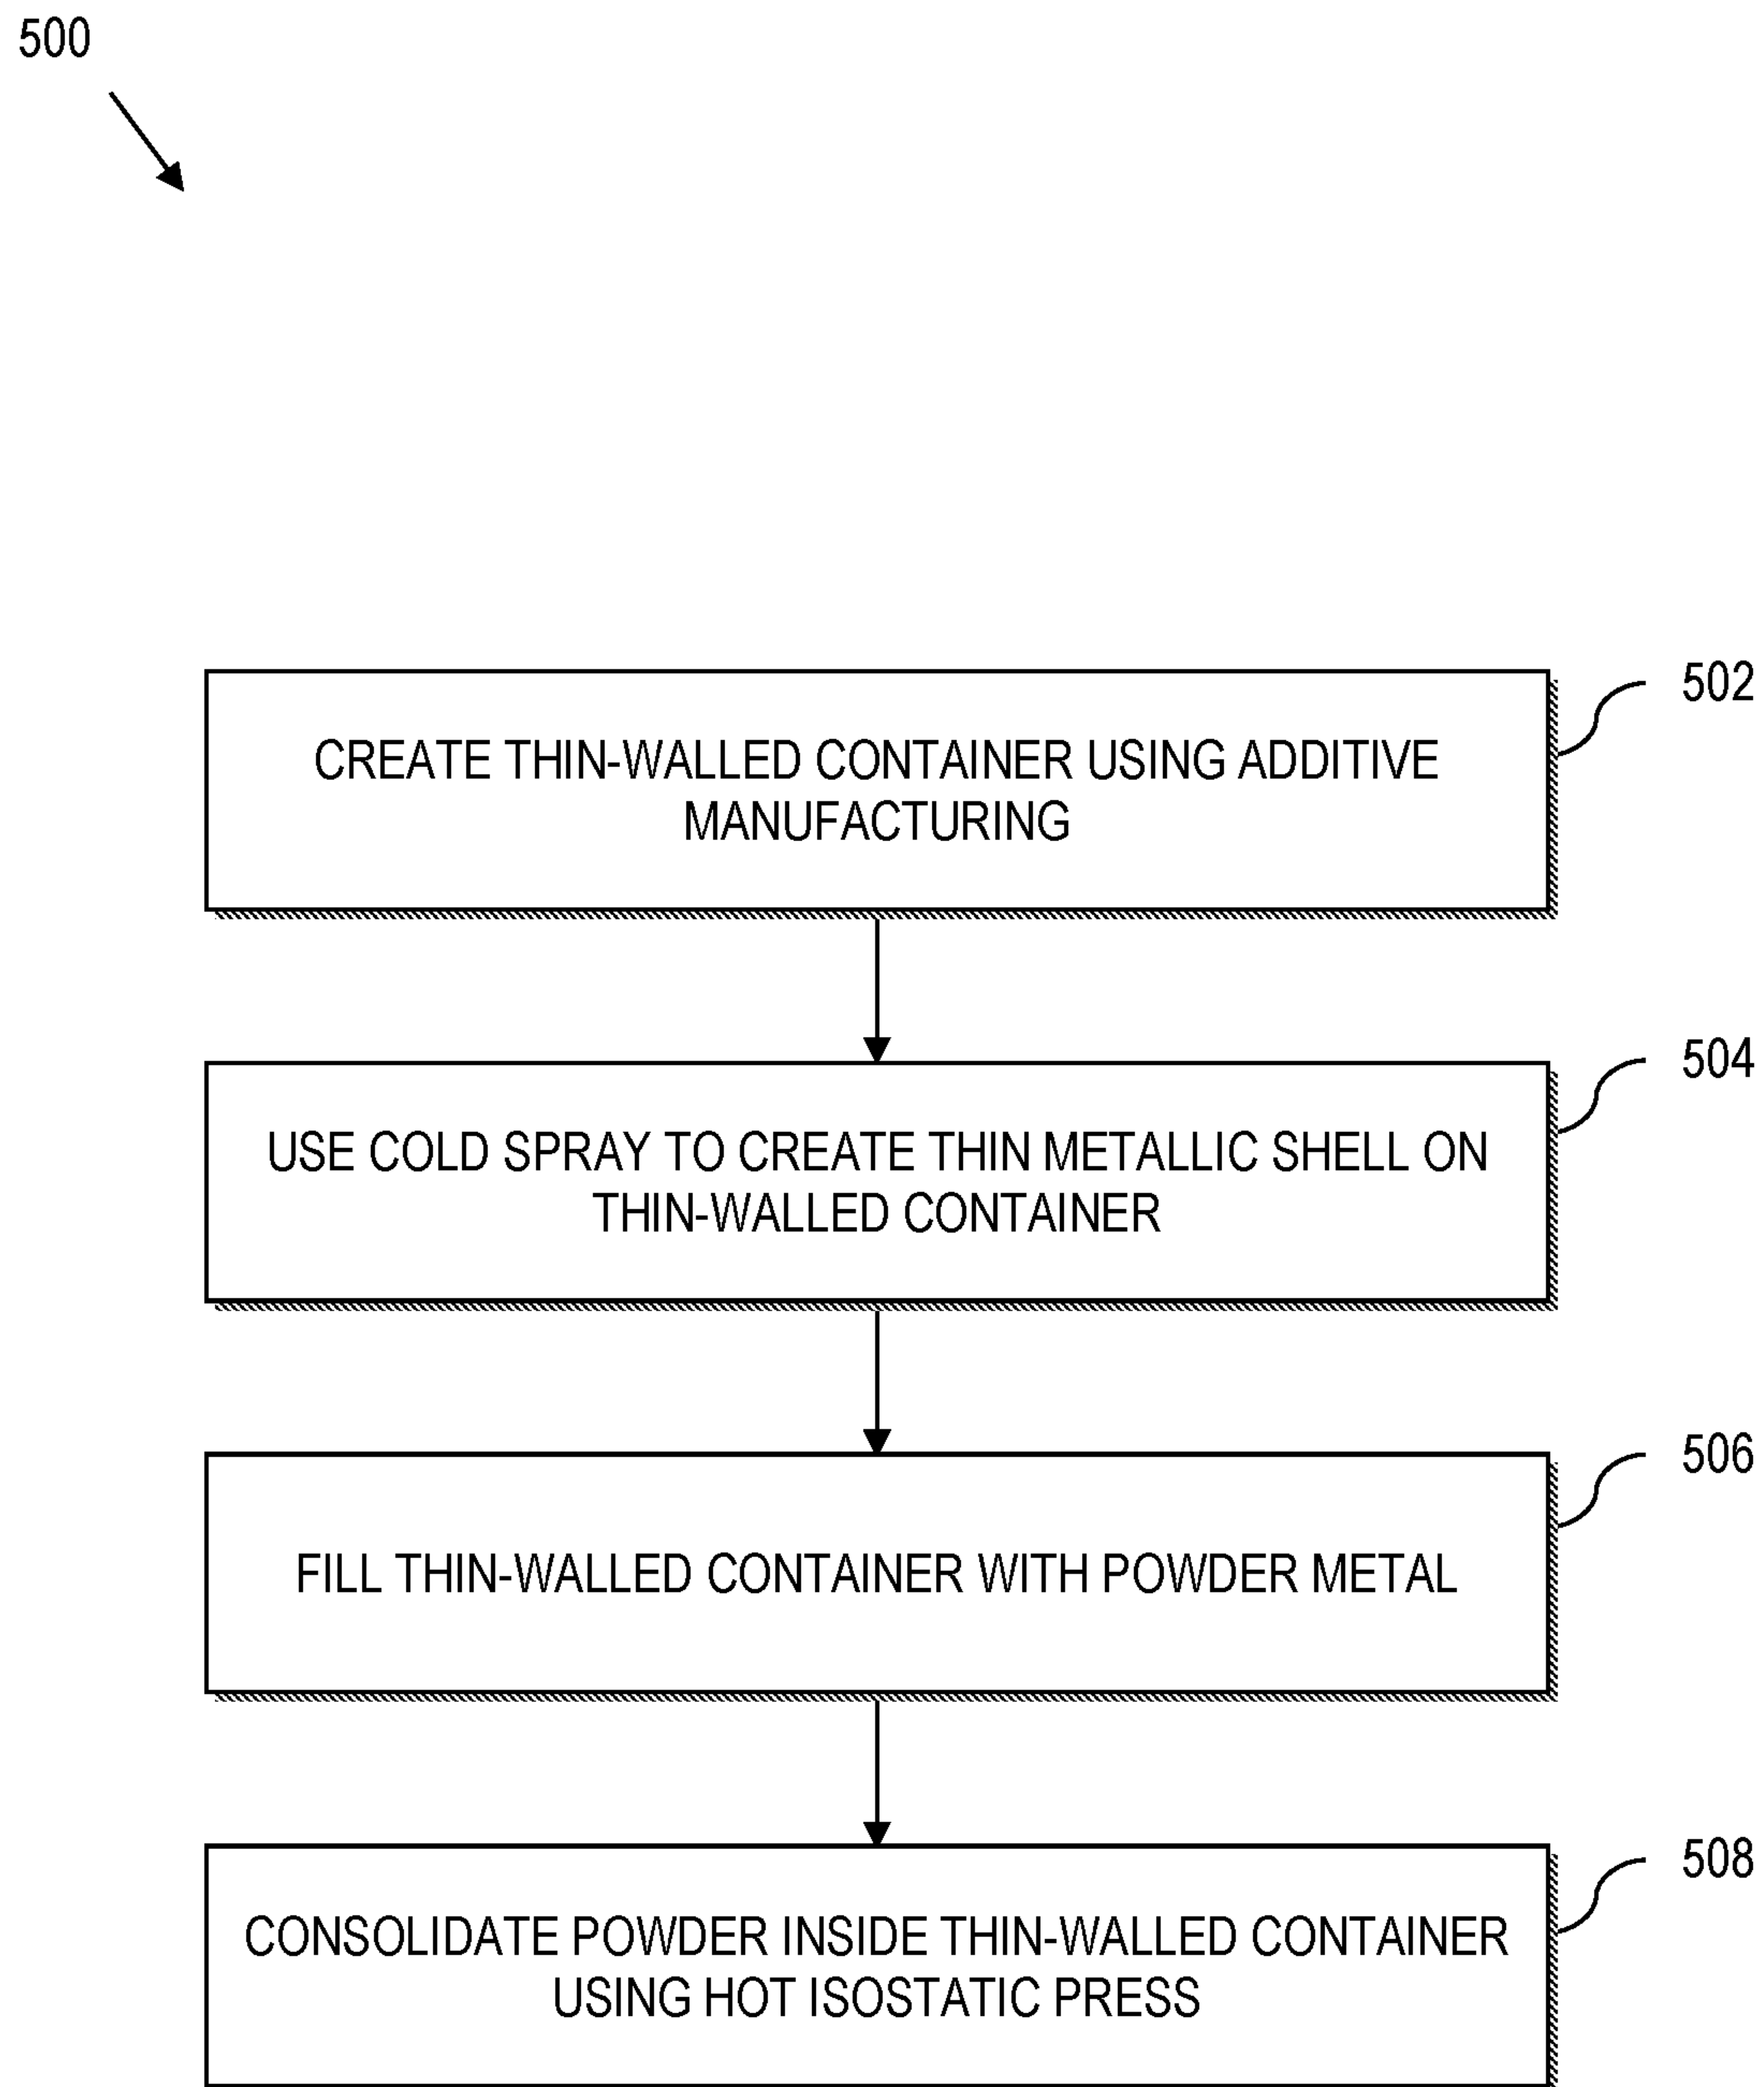 500
502
CREATE THIN-WALLED CONTAINER USING ADDITIVE
MANUFACTURING
504
USE COLD SPRAY TO CREATE THIN METALLIC SHELL ON
THIN-WALLED CONTAINER
506
FILL THIN-WALLED CONTAINER WITH POWDER METAL
508
CONSOLIDATE POWDER INSIDE THIN-WALLED CONTAINER
USING HOT ISOSTATIC PRESS